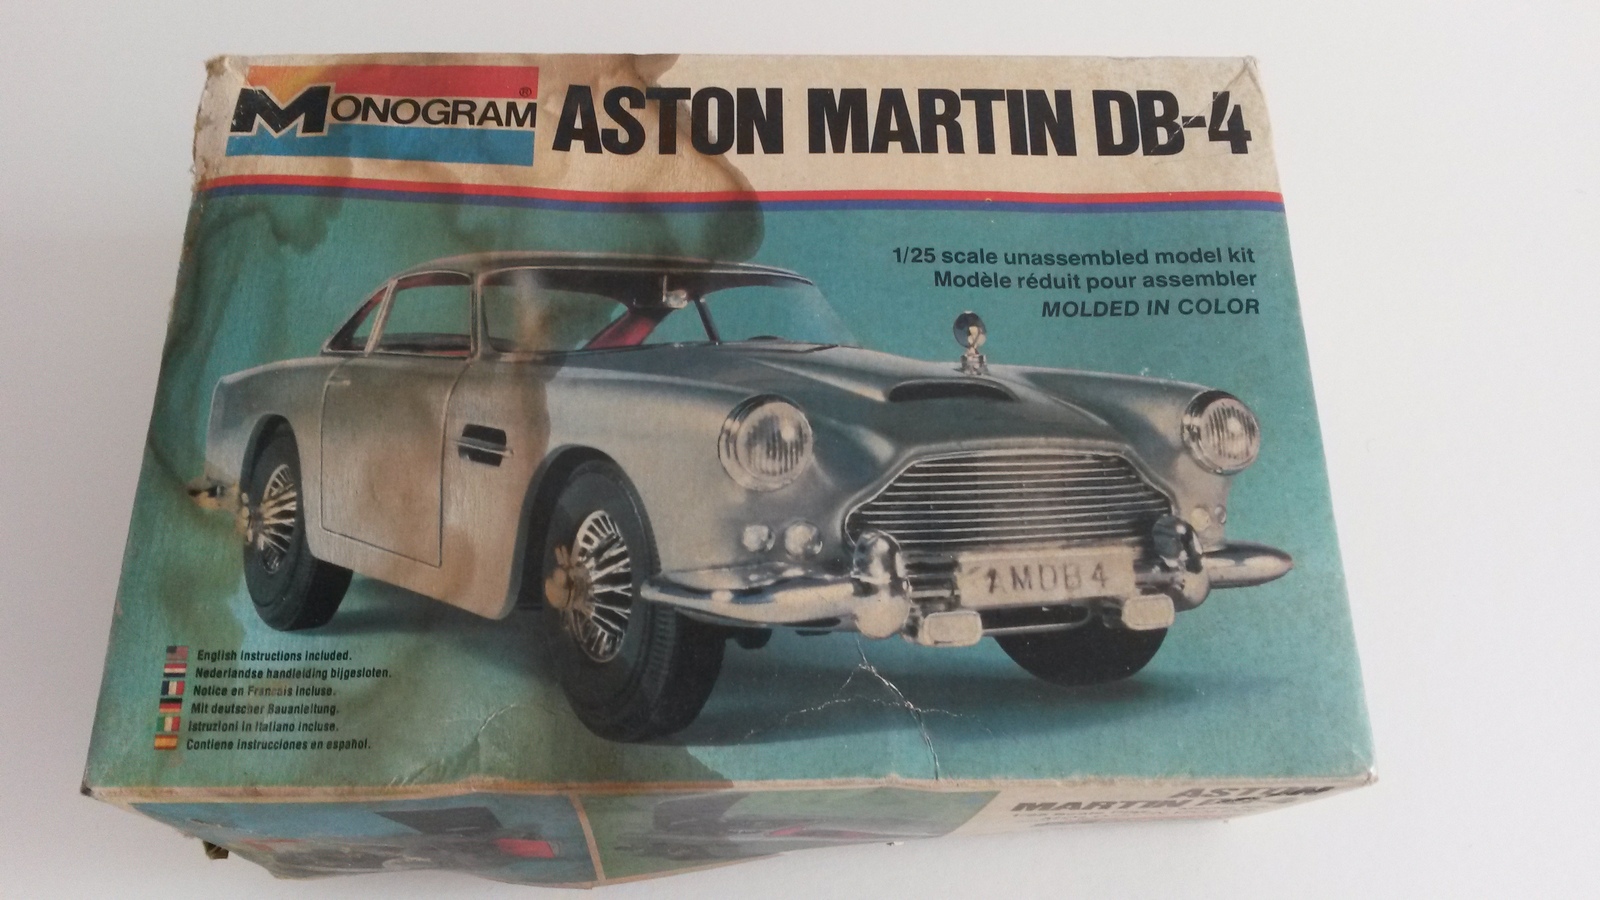 MONOGRAM®
ASTON MARTIN DB-4
1/25 scale unassembled model kit
Modèle réduit pour assembler
MOLDED IN COLOR
AMDB4
English instructions included.
Nederlandse handleiding bijgesloten.
Notice en Français incluse.
Mit deutscher Bauanleitung.
Istruzioni in Italiano incluse.
Contiene instrucciones en español.
ASTON
MARTIN DB-4